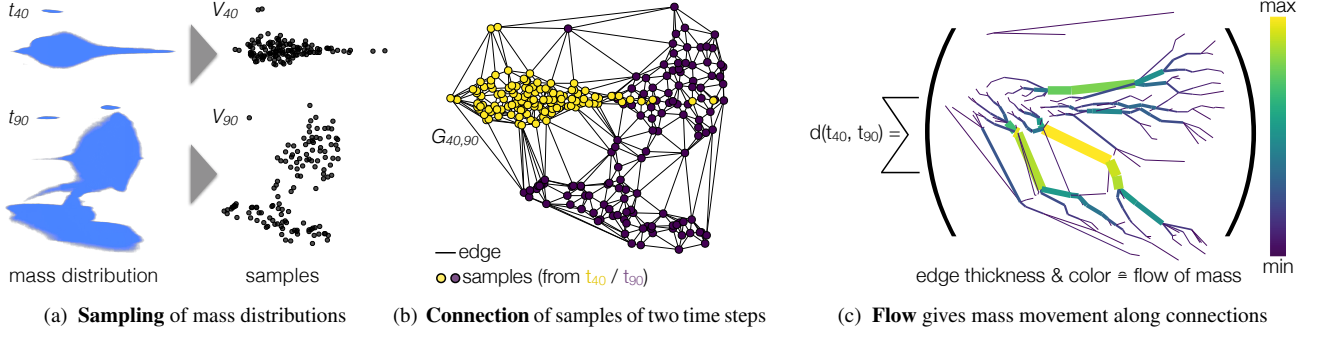 t40
V40
t90
V90
mass distribution
samples
(a) Sampling of mass distributions
G40,90
edge
samples (from t40 / t90)
(b) Connection of samples of two time steps
d(t40, t90) = ∑
max
min
edge thickness & color ≘ flow of mass
(c) Flow gives mass movement along connections